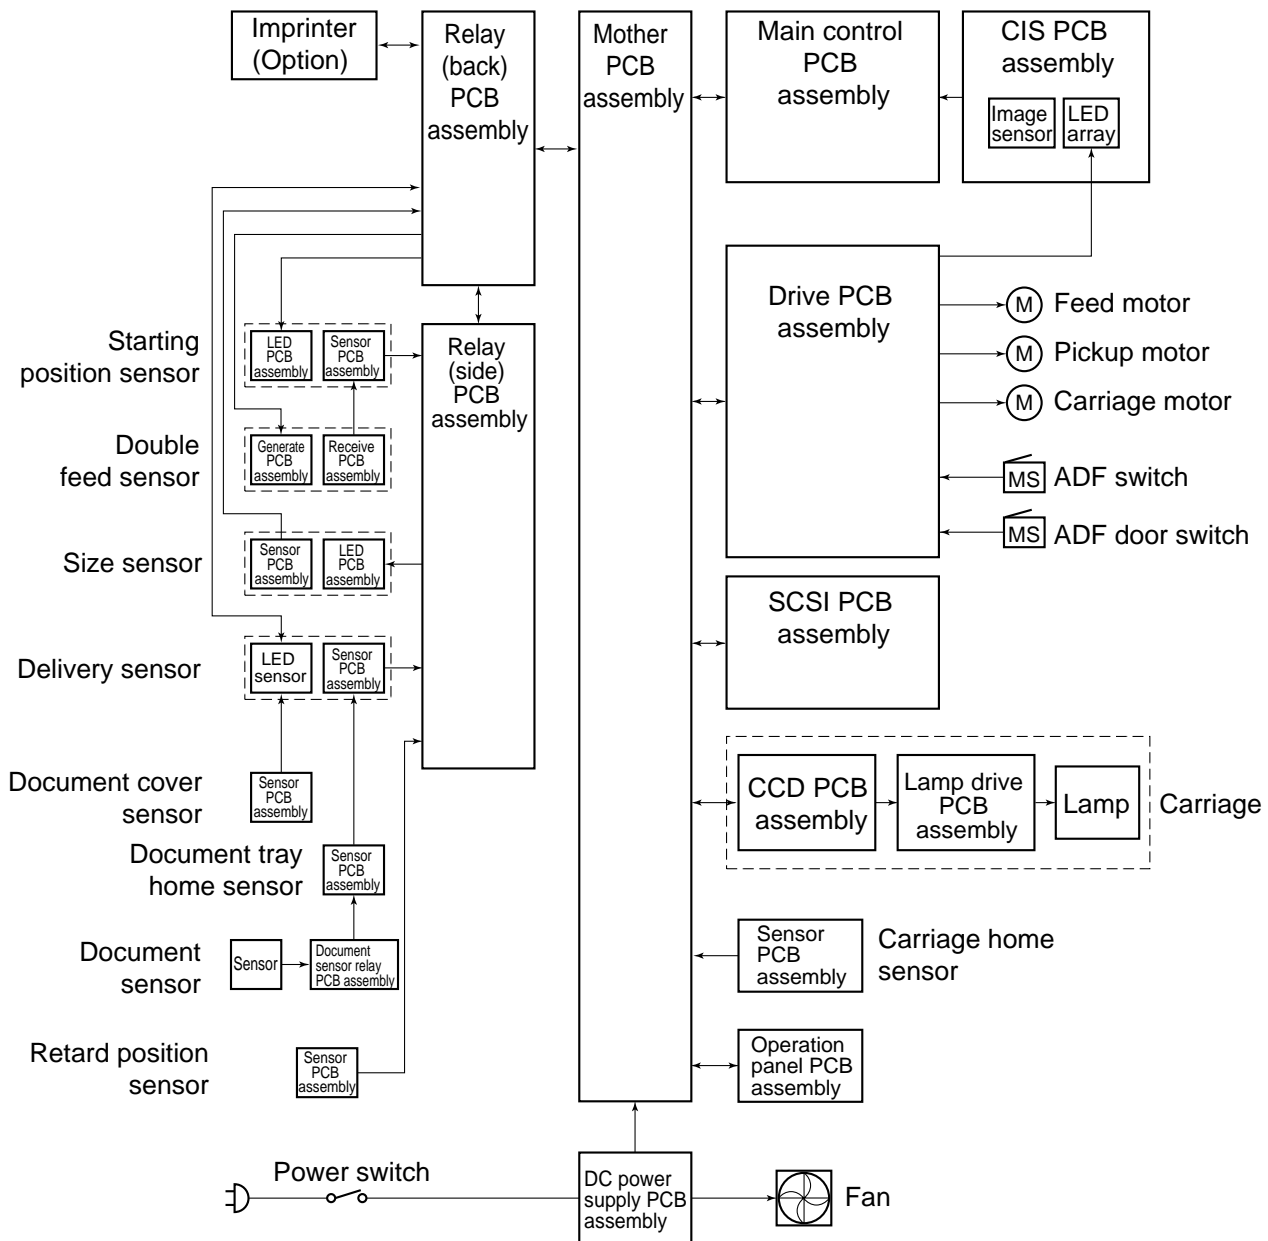 Imprinter
(Option)
Relay
(back)
PCB
assembly
Mother
PCB
assembly
Main control
PCB
assembly
CIS PCB
assembly
Image
sensor
LED
array
Drive PCB
assembly
M
Feed motor
M
Pickup motor
M
Carriage motor
MS
ADF switch
MS
ADF door switch
Starting
position sensor
LED
PCB
assembly
Sensor
PCB
assembly
Relay
(side)
PCB
assembly
Double
feed sensor
Generate
PCB
assembly
Receive
PCB
assembly
Size sensor
Sensor
PCB
assembly
LED
PCB
assembly
SCSI PCB
assembly
Delivery sensor
LED
sensor
Sensor
PCB
assembly
Document cover
sensor
Sensor
PCB
assembly
CCD PCB
assembly
Lamp drive
PCB
assembly
Lamp
Carriage
Document tray
home sensor
Sensor
PCB
assembly
Document
sensor
Sensor
Document
sensor relay
PCB assembly
Sensor
PCB
assembly
Carriage home
sensor
Retard position
sensor
Sensor
PCB
assembly
Operation
panel PCB
assembly
Power switch
DC power
supply PCB
assembly
Fan